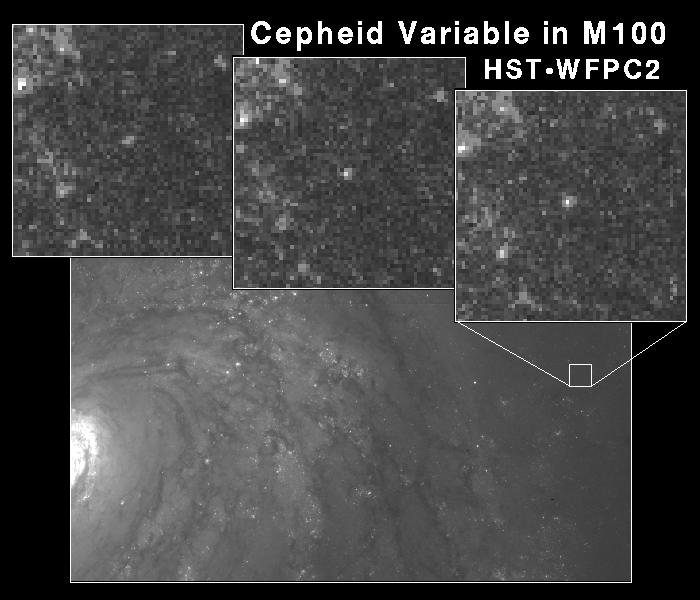 Cepheid Variable in M100
HST•WFPC2